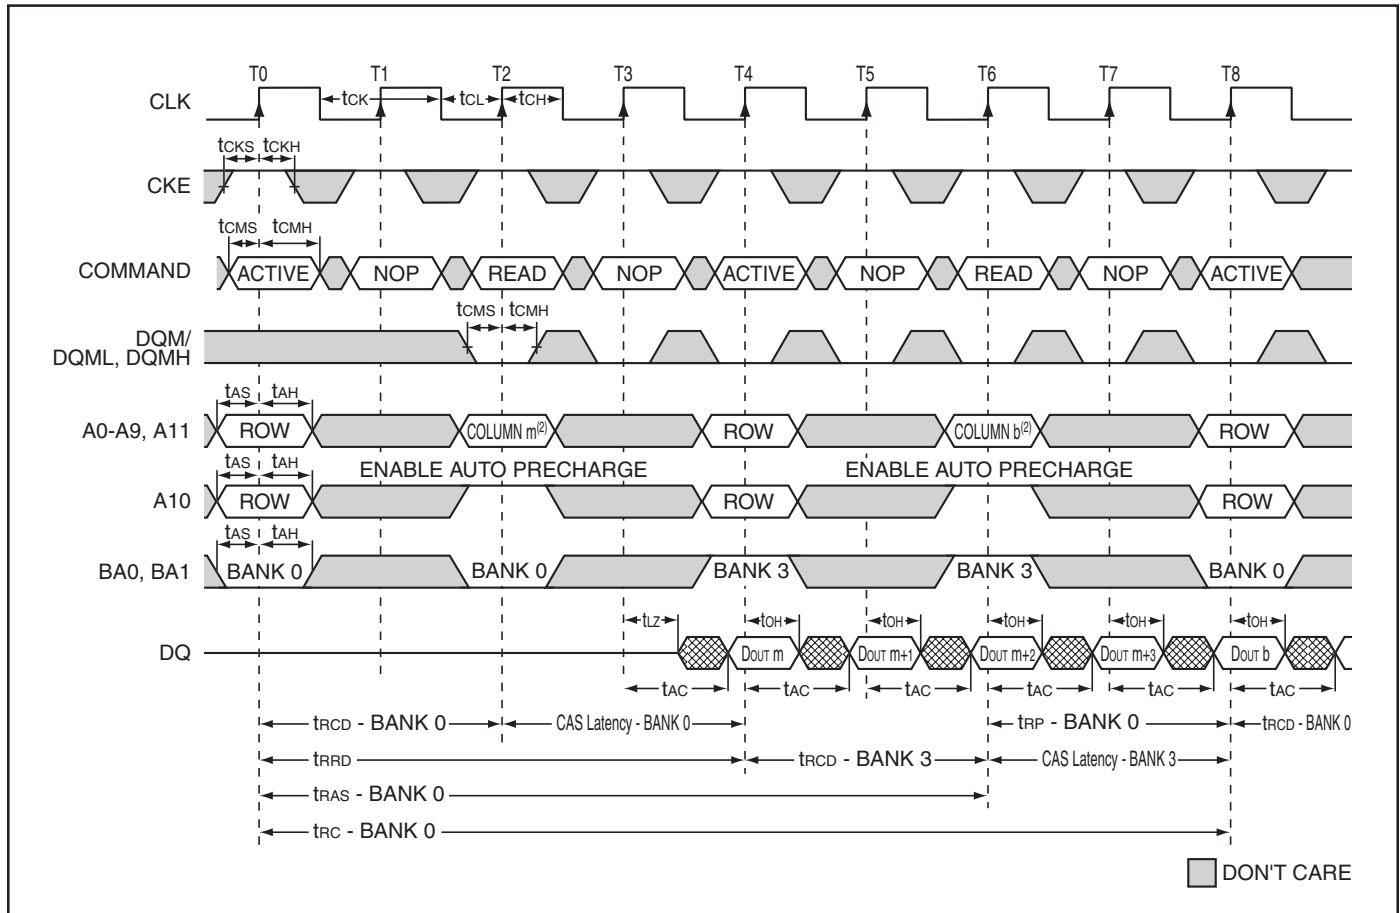 T0 T1 T2 T3 T4 T5 T6 T7 T8
CLK tCK tCL tCH
tCKS tCKH
CKE
tCMS tCMH
COMMAND ACTIVE NOP READ NOP ACTIVE NOP READ NOP ACTIVE
tCMS tCMH
DQM/
DQML, DQMH
tAS tAH
A0-A9, A11 ROW COLUMN m(2) ROW COLUMN b(2) ROW
tAS tAH ENABLE AUTO PRECHARGE ENABLE AUTO PRECHARGE
A10 ROW ROW ROW
tAS tAH
BA0, BA1 BANK 0 BANK 0 BANK 3 BANK 3 BANK 0
tLZ tOH tOH tOH tOH tOH
DQ DOUT m DOUT m+1 DOUT m+2 DOUT m+3 DOUT b
tAC tAC tAC tAC tAC tAC
tRCD - BANK 0 CAS Latency - BANK 0 tRP - BANK 0 tRCD - BANK 0
tRRD tRCD - BANK 3 CAS Latency - BANK 3
tRAS - BANK 0
tRC - BANK 0
DON'T CARE